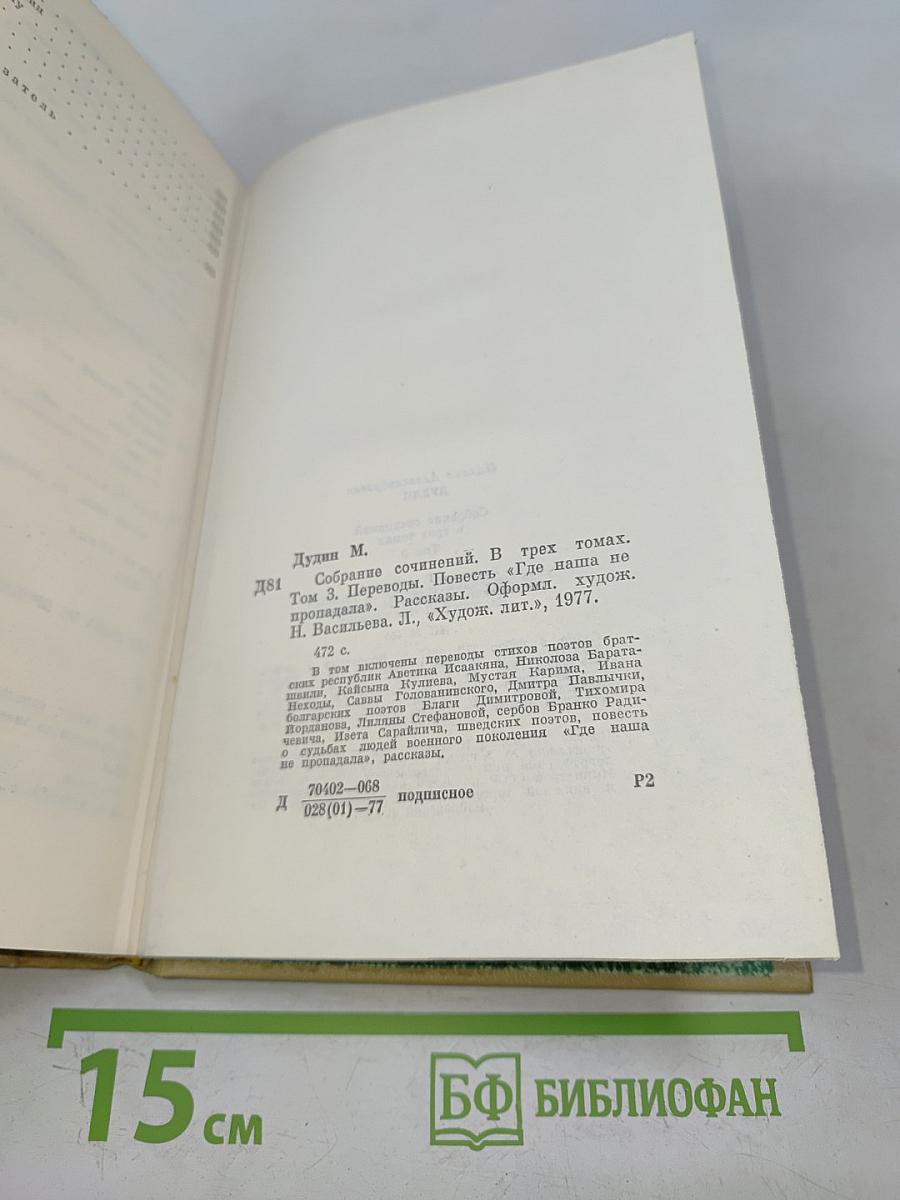 затель
Дудин М.
Д81 Собрание сочинений. В трех томах.
Том 3. Переводы. Повесть «Где наша не
пропадала». Рассказы. Оформл. худож.
Н. Васильева. Л., «Худож. лит.», 1977.
472 с.
В том включены переводы стихов поэтов брат-
ских республик Аветика Исаакяна, Николоза Барата-
швили, Кайсына Кулиева, Мустая Карима, Ивана
Неходы, Саввы Голованивского, Дмитра Павлычки,
болгарских поэтов Благи Димитровой, Тихомира
Йорданова, Лиляны Стефановой, сербов Бранко Ради-
чевича, Изета Сарайлича, шведских поэтов, повесть
о судьбах людей военного поколения «Где наша
не пропадала», рассказы.
Д 70402—068
028(01)—77 подписное Р2
15 см
БФ БИБЛИОФАН